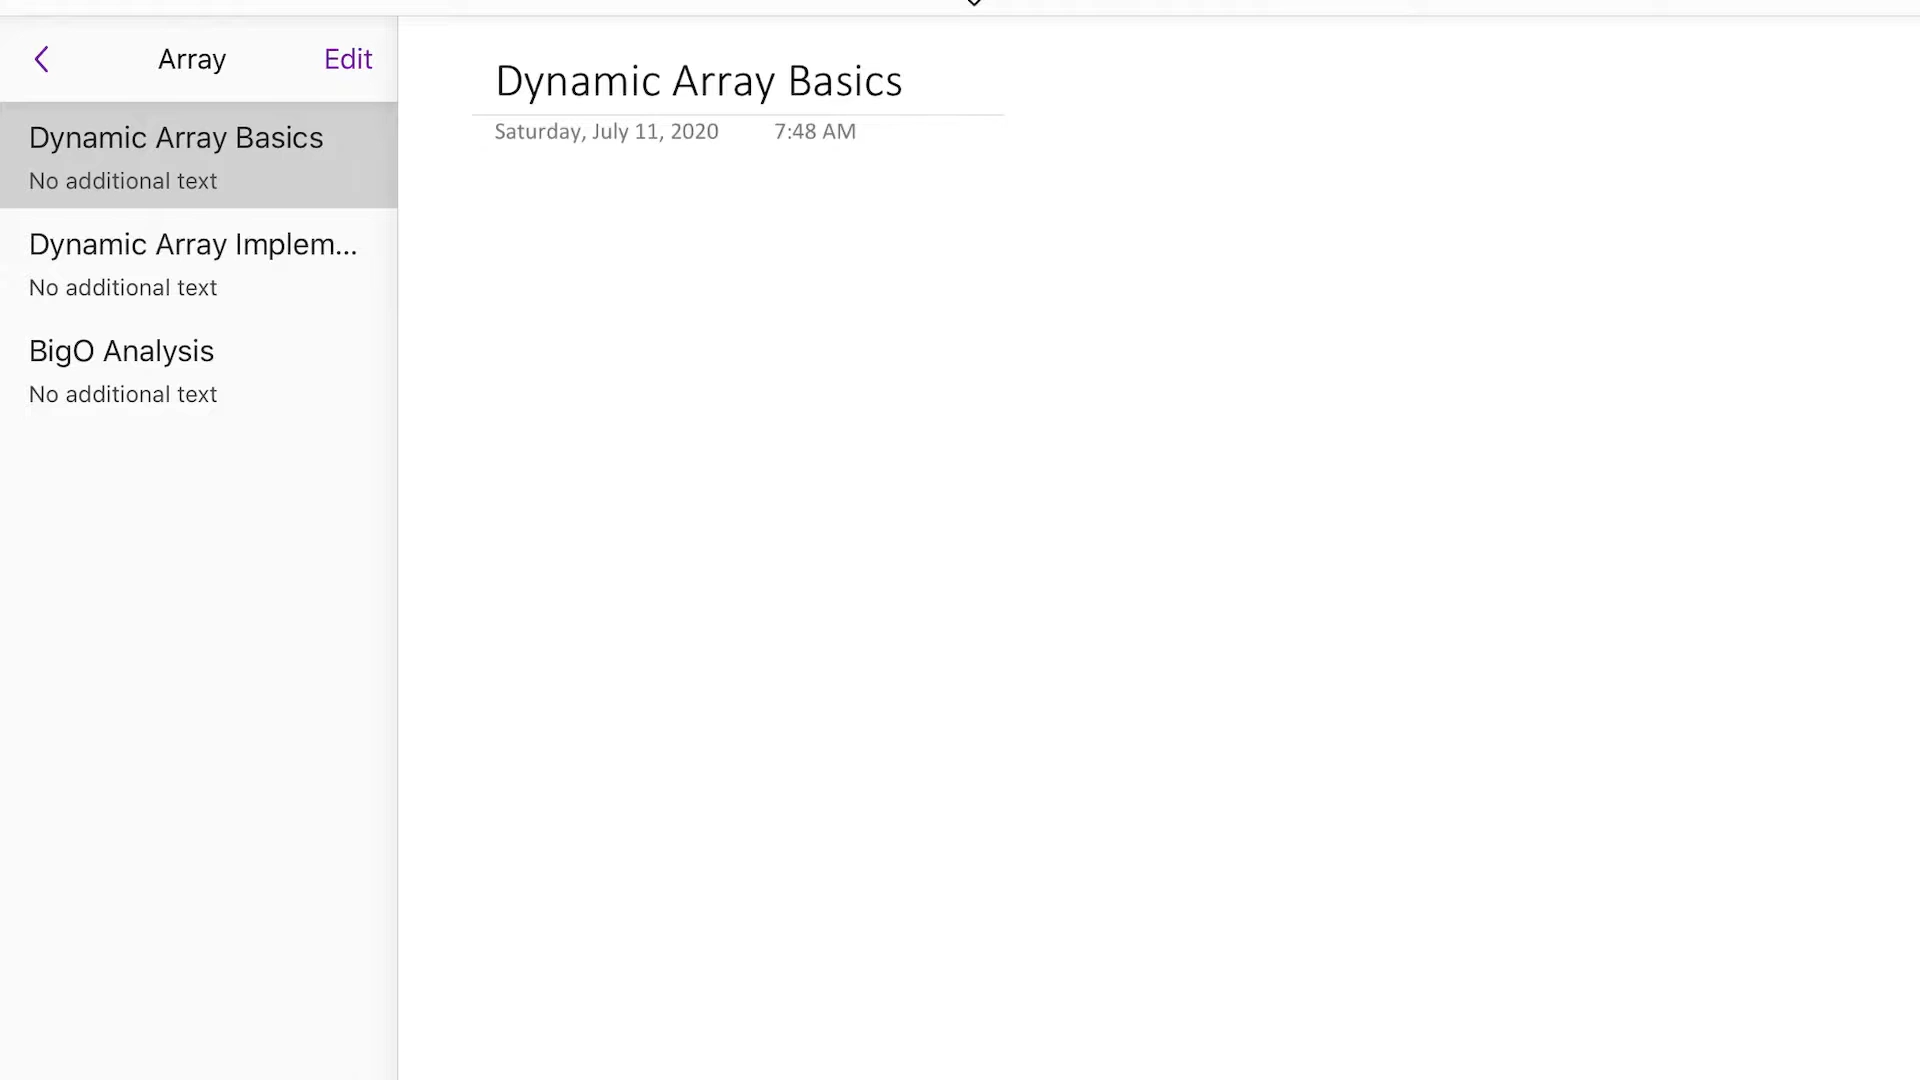 Array
Edit
Dynamic Array Basics
No additional text
Dynamic Array Implem...
No additional text
BigO Analysis
No additional text
Dynamic Array Basics
Saturday, July 11, 2020 7:48 AM